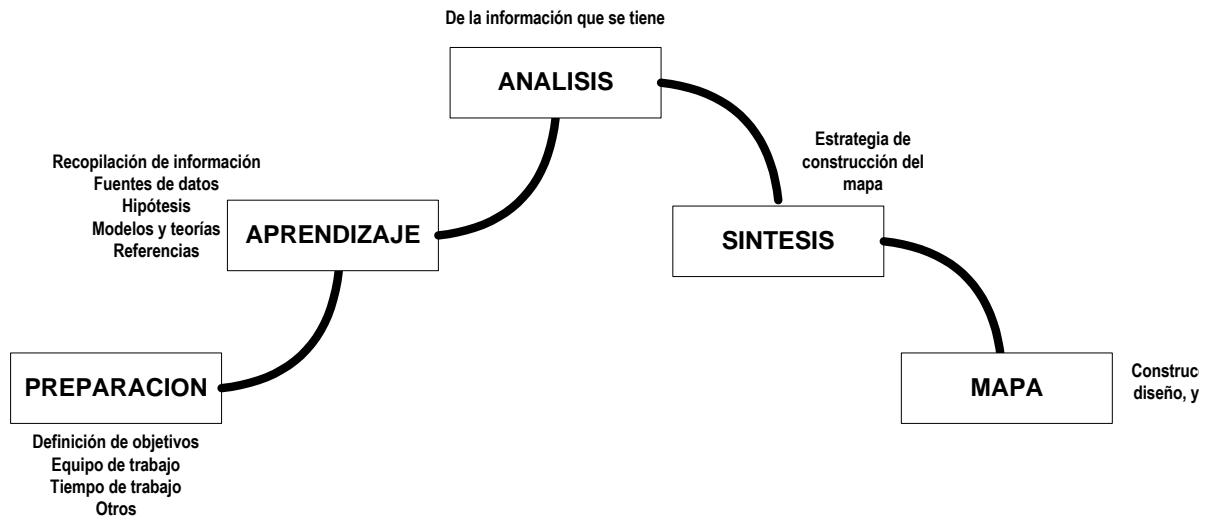 De la información que se tiene
ANALISIS
Recopilación de información
Fuentes de datos
Hipótesis
Modelos y teorías
Referencias
APRENDIZAJE
Estrategia de
construcción del
mapa
SINTESIS
PREPARACION
Definición de objetivos
Equipo de trabajo
Tiempo de trabajo
Otros
MAPA
diseño, y